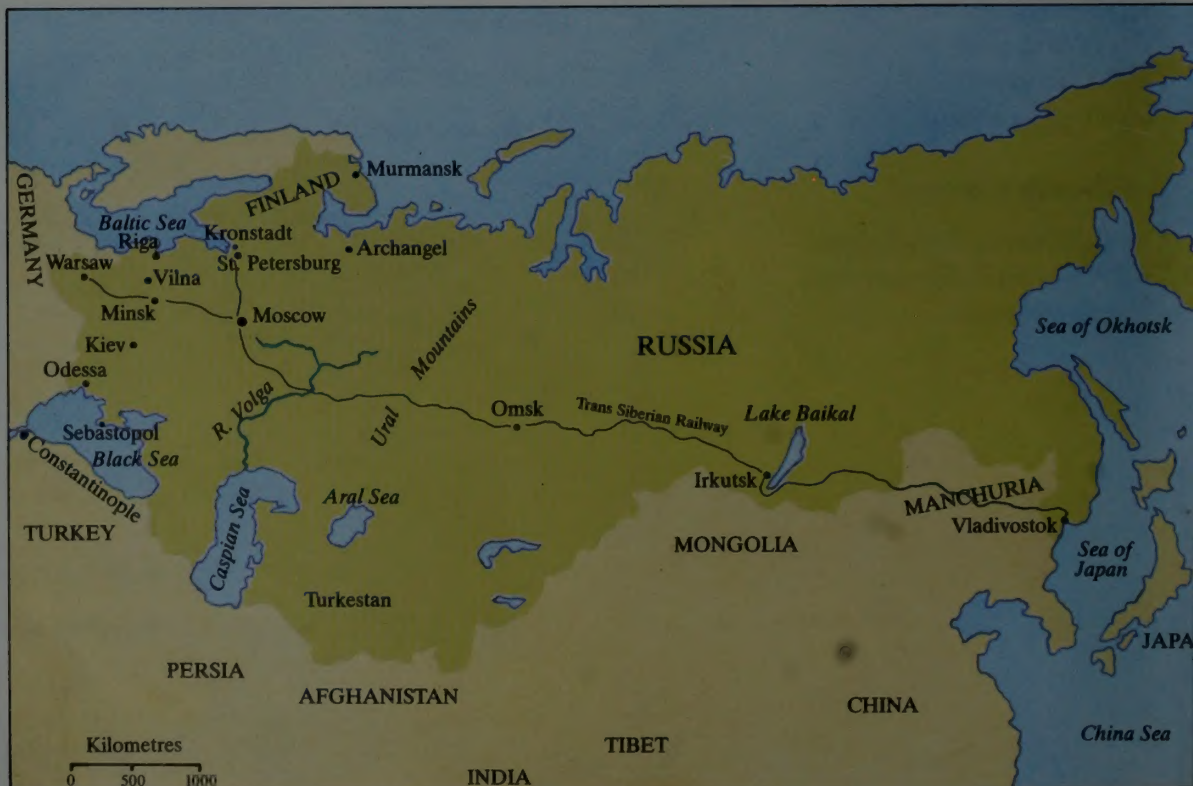 GERMANY
Murmansk
FINLAND
Baltic Sea
Riga
Kronstadt
St. Petersburg
Archangel
Warsaw
Vilna
Minsk
Moscow
Kiev
Odessa
R. Volga
Ural
Mountains
RUSSIA
Sea of Okhotsk
Omsk
Trans Siberian Railway
Lake Baikal
Sebastopol
Black Sea
Constantinople
TURKEY
Caspian Sea
Aral Sea
Irkutsk
MANCHURIA
Vladivostok
MONGOLIA
Sea of
Japan
Turkestan
JAPA
PERSIA
AFGHANISTAN
CHINA
TIBET
China Sea
INDIA
Kilometres
0 500 1000